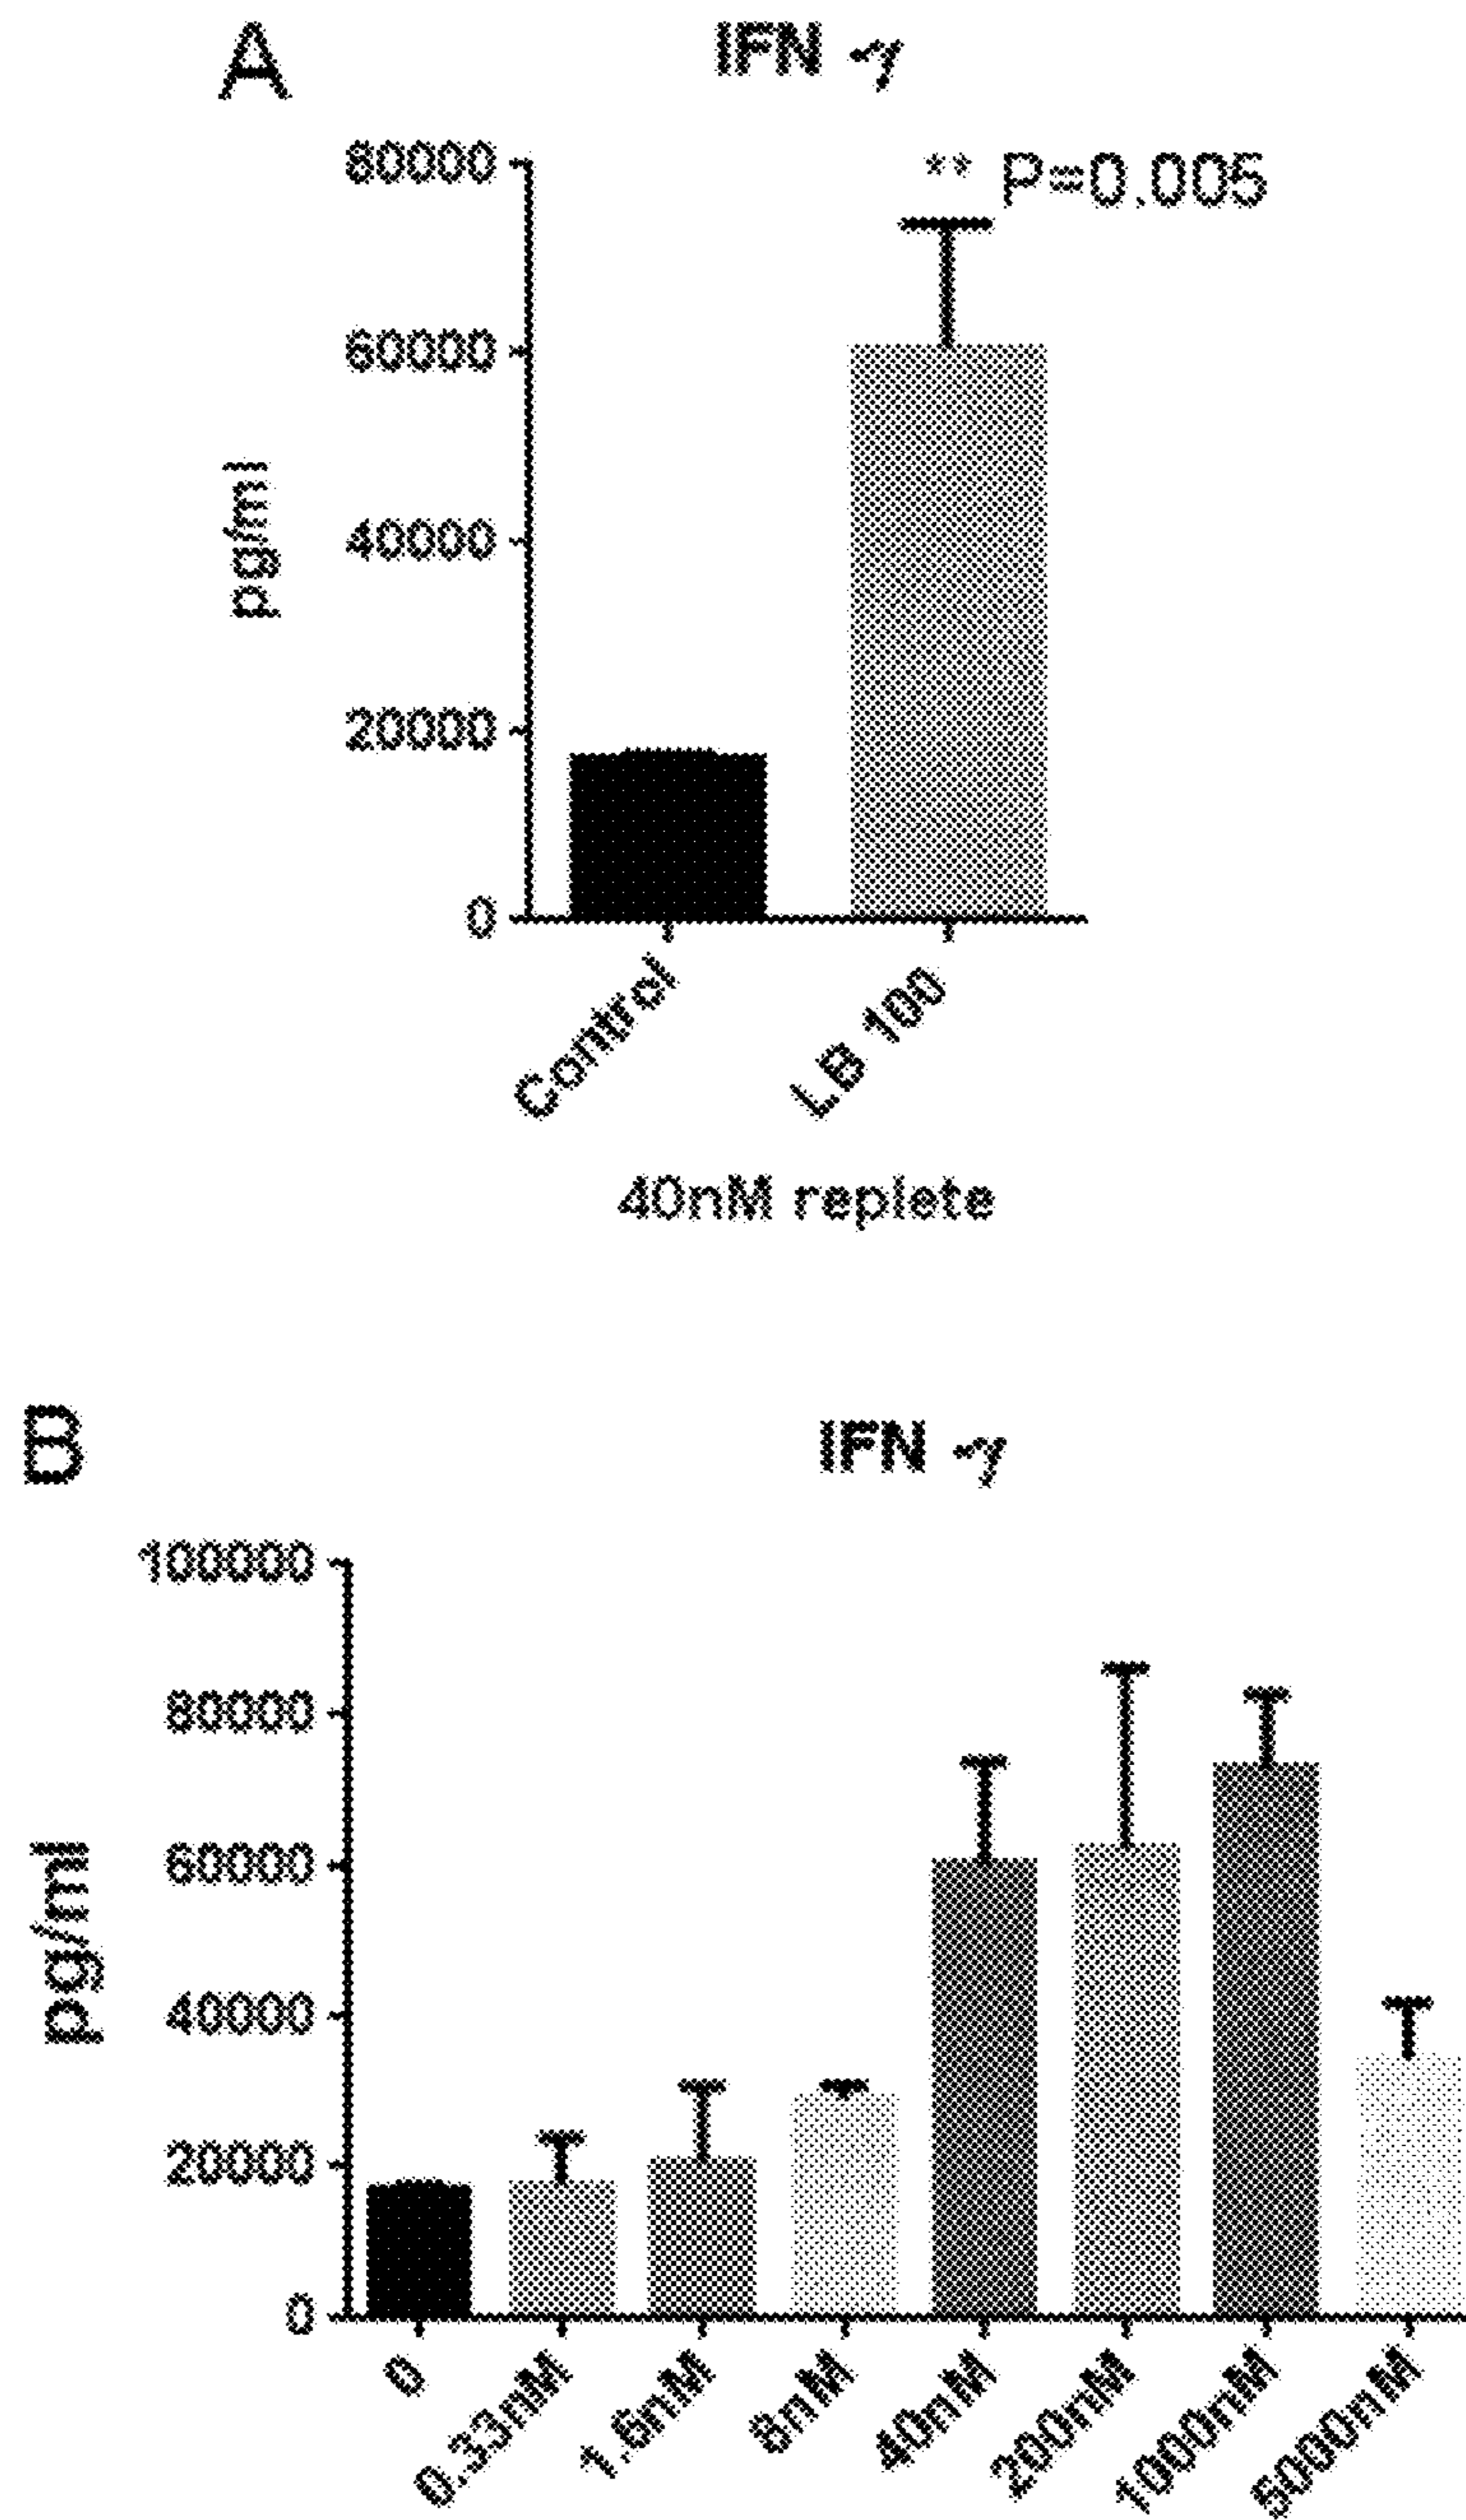 A
IFN -γ
80000
** P=0.005
60000
40000
20000
0
pg/ml
Control
LB 100
40nM replete
B
IFN -γ
100000
80000
60000
40000
20000
0
pg/ml
0
0.33nM
1.6nM
8nM
40nM
200nM
1000nM
5000nM